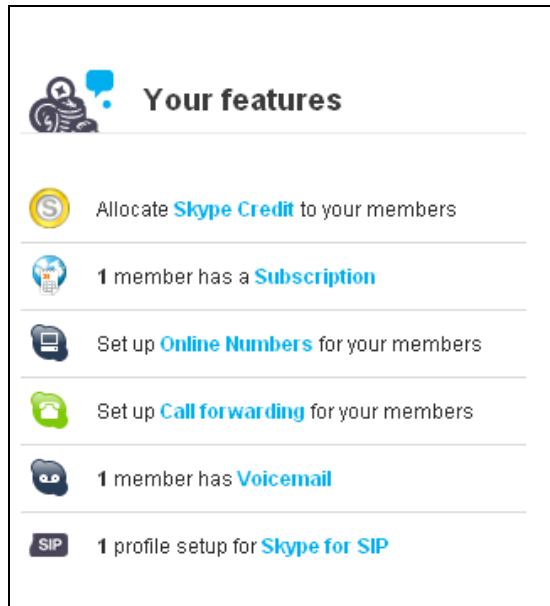 Your features
S
Allocate Skype Credit to your members
1 member has a Subscription
Set up Online Numbers for your members
Set up Call forwarding for your members
1 member has Voicemail
SIP 1 profile setup for Skype for SIP